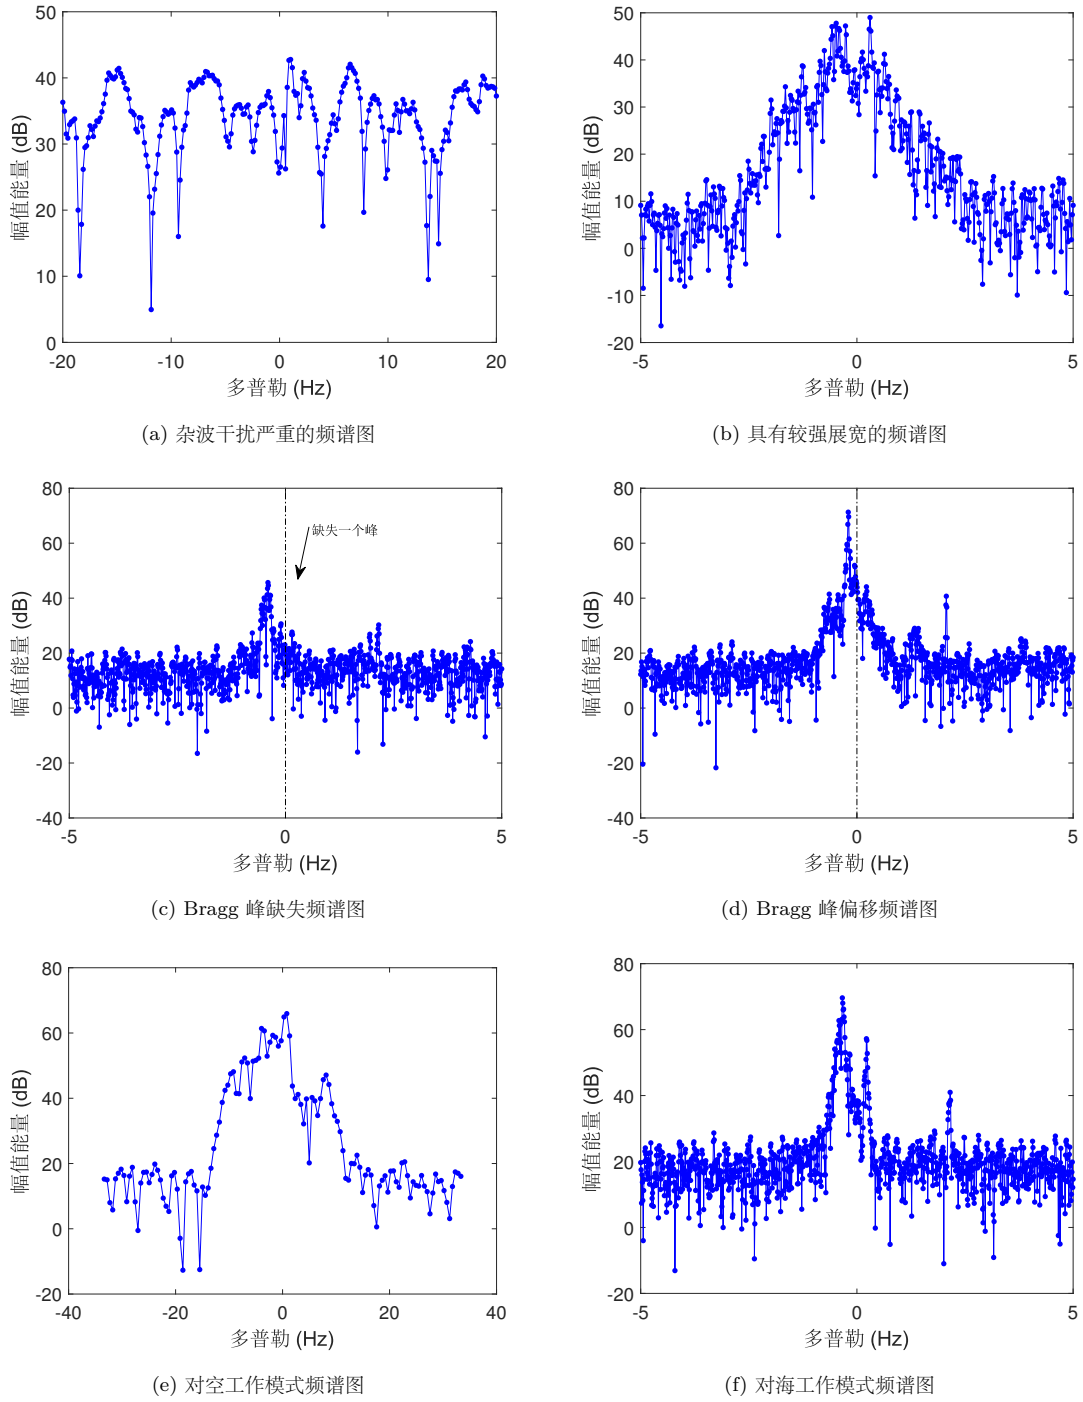 50
40
30
20
10
0
-20 -10 0 10 20
幅值能量 (dB)
多普勒 (Hz)
(a) 杂波干扰严重的频谱图
50
40
30
20
10
0
-10
-20
-5 0 5
幅值能量 (dB)
多普勒 (Hz)
(b) 具有较强展宽的频谱图
80
60
40
20
0
-20
-40
-5 0 5
幅值能量 (dB)
缺失一个峰
多普勒 (Hz)
(c) Bragg 峰缺失频谱图
80
60
40
20
0
-20
-40
-5 0 5
幅值能量 (dB)
多普勒 (Hz)
(d) Bragg 峰偏移频谱图
80
60
40
20
0
-20
-40 -20 0 20 40
幅值能量 (dB)
多普勒 (Hz)
(e) 对空工作模式频谱图
80
60
40
20
0
-20
-5 0 5
幅值能量 (dB)
多普勒 (Hz)
(f) 对海工作模式频谱图